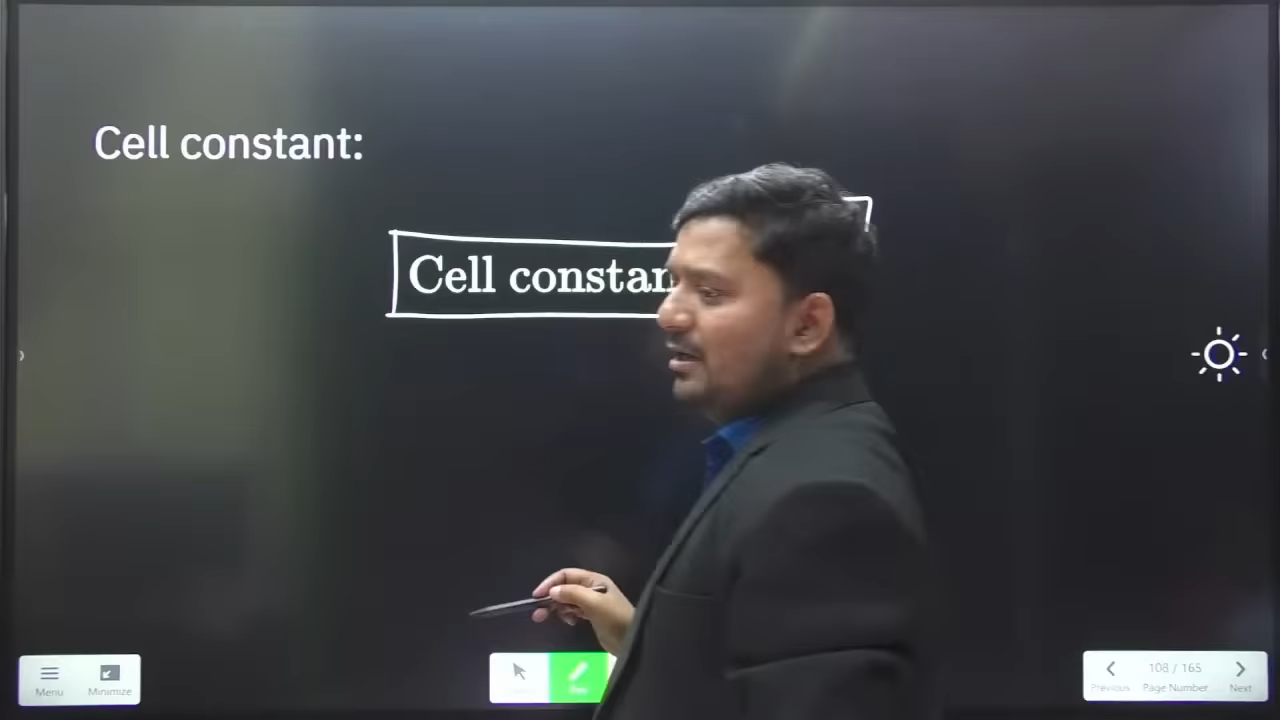 Cell constant:
Cell constan
Menu
Minimize
108 / 165
Previous
Page Number
Next